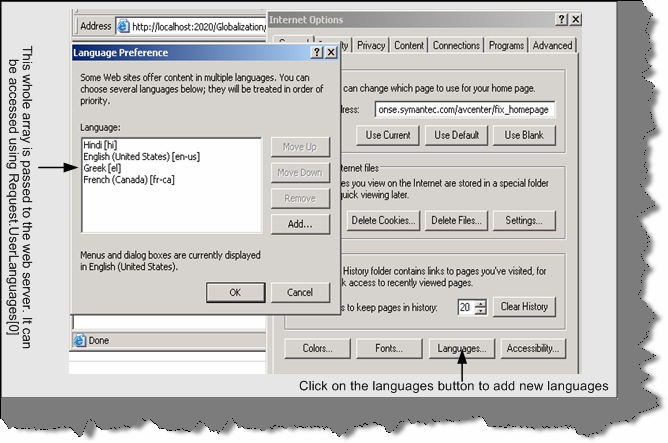 Address http://localhost:2020/Globalization/
Internet Options
Privacy Content Connections Programs Advanced
can change which page to use for your home page.
onse.symantec.com/avcenter/fix_homepage
Use Current Use Default Use Blank
ternet files
es you view on the Internet are stored in a special folder
quick viewing later.
Delete Cookies... Delete Files... Settings...
History folder contains links to pages you've visited, for
k access to recently viewed pages.
s to keep pages in history: 20 Clear History
Colors... Fonts... Languages... Accessibility...
Language Preference
Some Web sites offer content in multiple languages. You can
choose several languages below; they will be treated in order of
priority.
Language:
Hindi [hi]
English (United States) [en-us]
Greek [el]
French (Canada) [fr-ca]
Move Up
Move Down
Remove
Add...
Menus and dialog boxes are currently displayed
in English (United States).
OK Cancel
Done
This whole array is passed to the web server. It can
be accessed using Request.UserLanguages[0]
Click on the languages button to add new languages